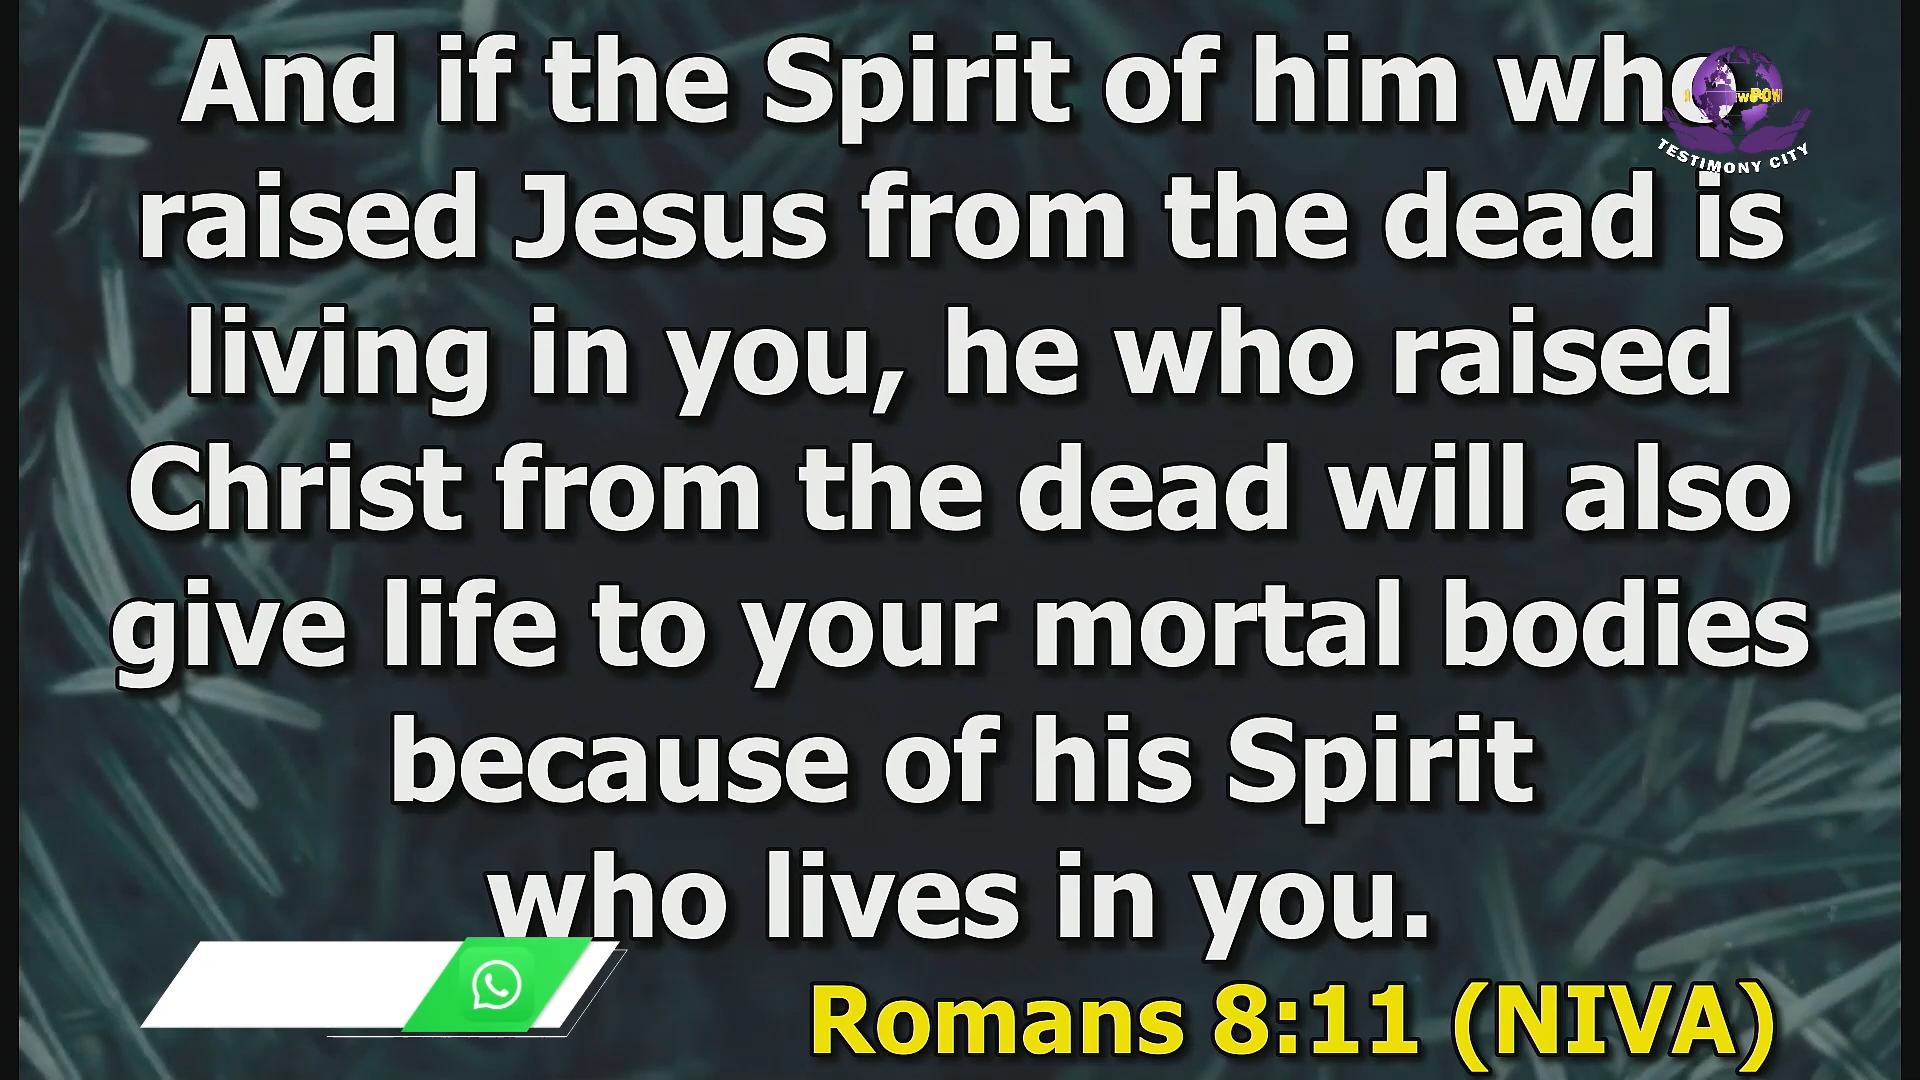 And if the Spirit of him who
raised Jesus from the dead is
living in you, he who raised
Christ from the dead will also
give life to your mortal bodies
because of his Spirit
who lives in you.
Romans 8:11 (NIVA)
TESTIMONY CITY